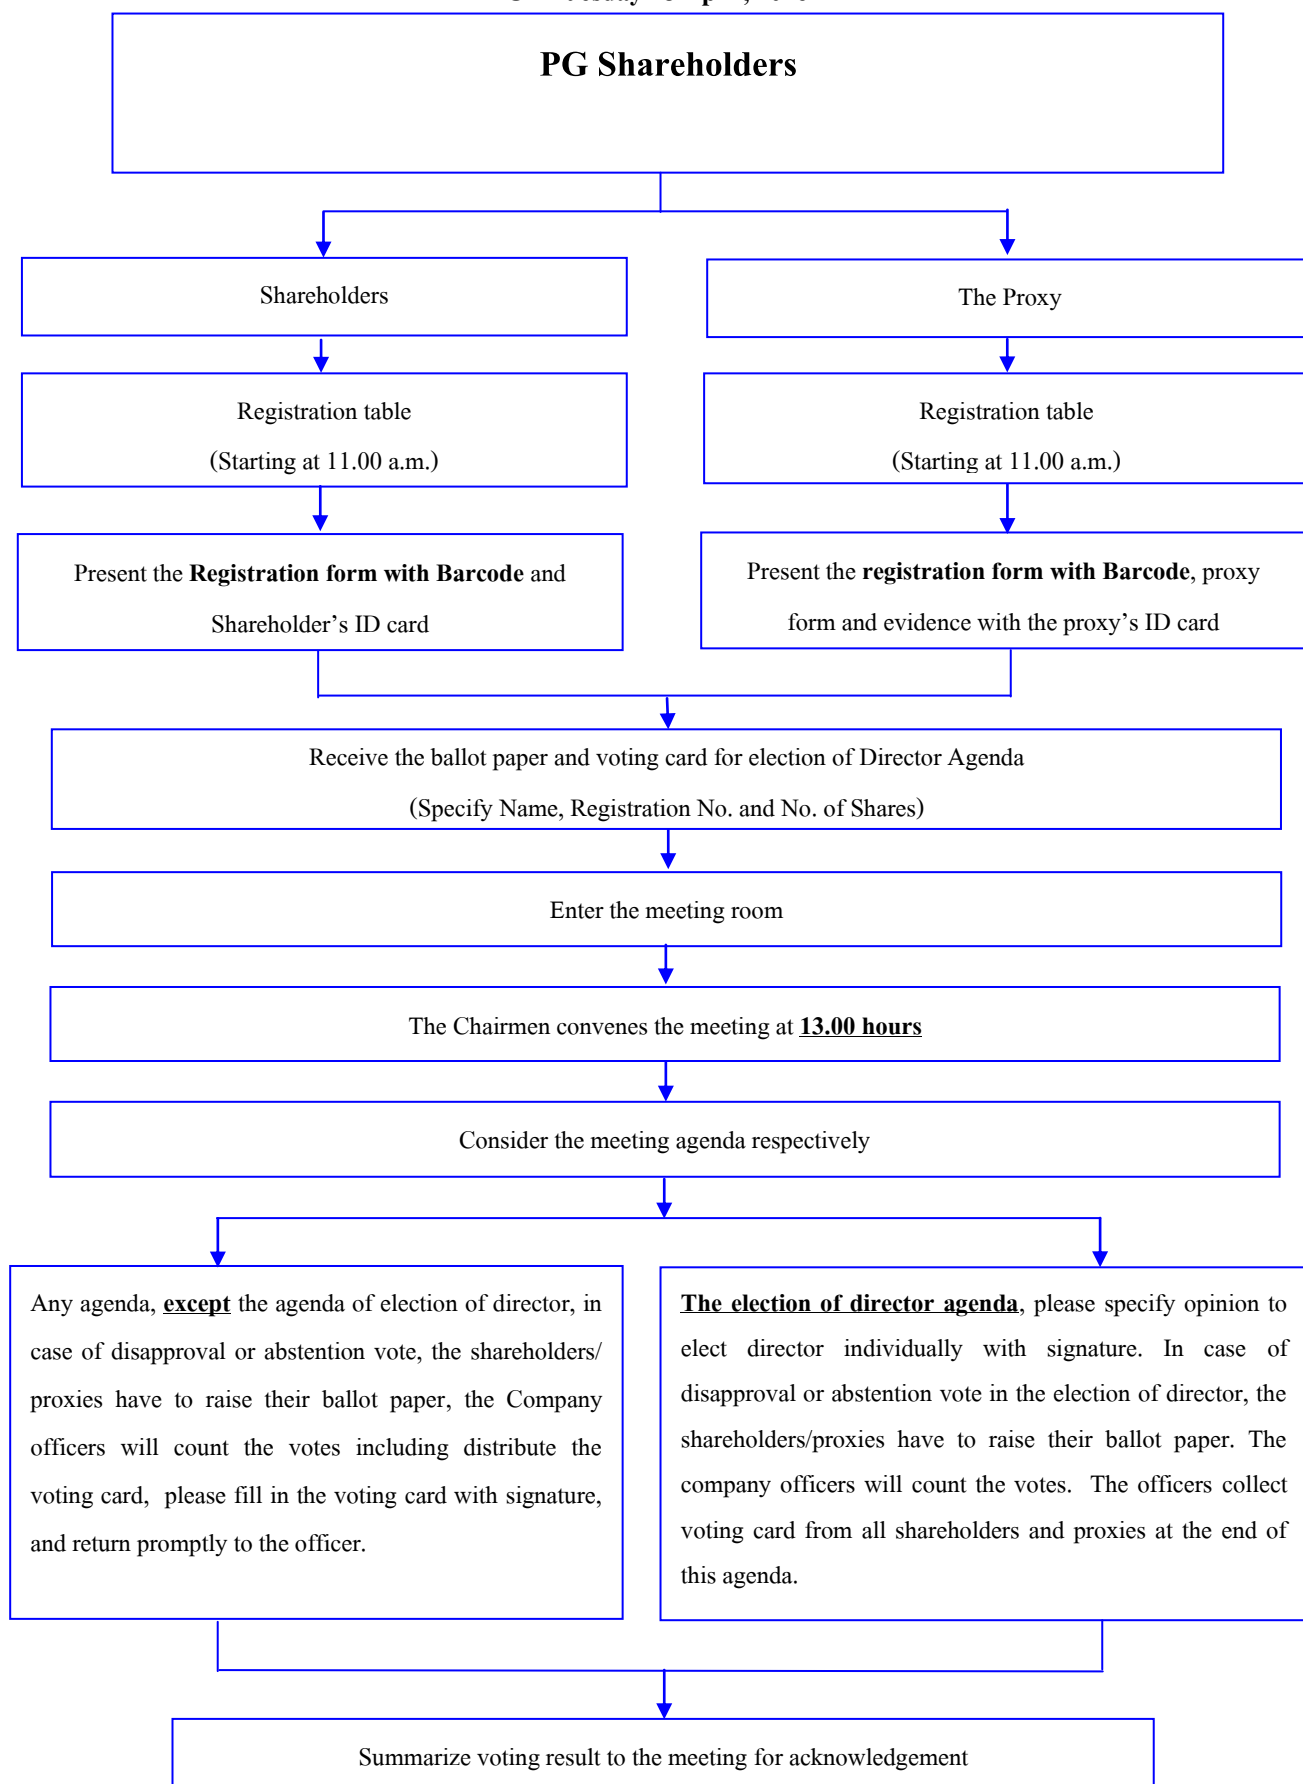 PG Shareholders
Shareholders
The Proxy
Registration table
(Starting at 11.00 a.m.)
Registration table
(Starting at 11.00 a.m.)
Present the Registration form with Barcode and
Shareholder’s ID card
Present the registration form with Barcode, proxy
form and evidence with the proxy’s ID card
Receive the ballot paper and voting card for election of Director Agenda
(Specify Name, Registration No. and No. of Shares)
Enter the meeting room
The Chairmen convenes the meeting at 13.00 hours
Consider the meeting agenda respectively
Any agenda, except the agenda of election of director, in
case of disapproval or abstention vote, the shareholders/
proxies have to raise their ballot paper, the Company
officers will count the votes including distribute the
voting card, please fill in the voting card with signature,
and return promptly to the officer.
The election of director agenda, please specify opinion to
elect director individually with signature. In case of
disapproval or abstention vote in the election of director, the
shareholders/proxies have to raise their ballot paper. The
company officers will count the votes. The officers collect
voting card from all shareholders and proxies at the end of
this agenda.
Summarize voting result to the meeting for acknowledgement